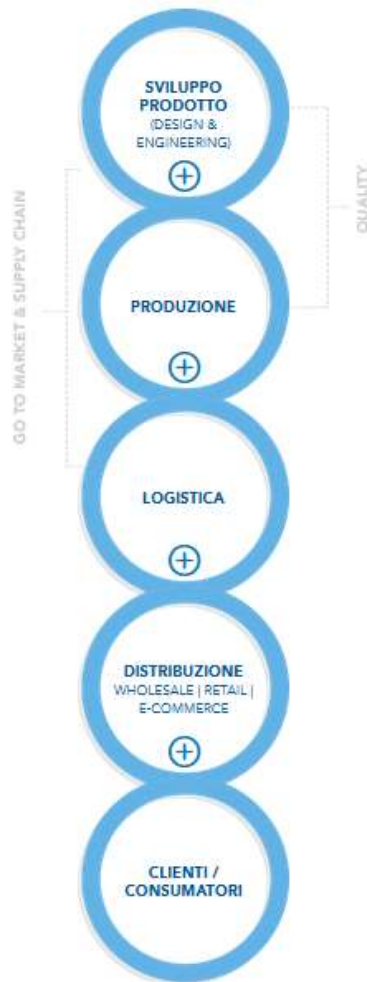 SVILUPPO
PRODOTTO
(DESIGN &
ENGINEERING)
QUALITY
GO TO MARKET & SUPPLY CHAIN
PRODUZIONE
LOGISTICA
DISTRIBUZIONE
WHOLESALE | RETAIL |
E-COMMERCE
CLIENTI /
CONSUMATORI